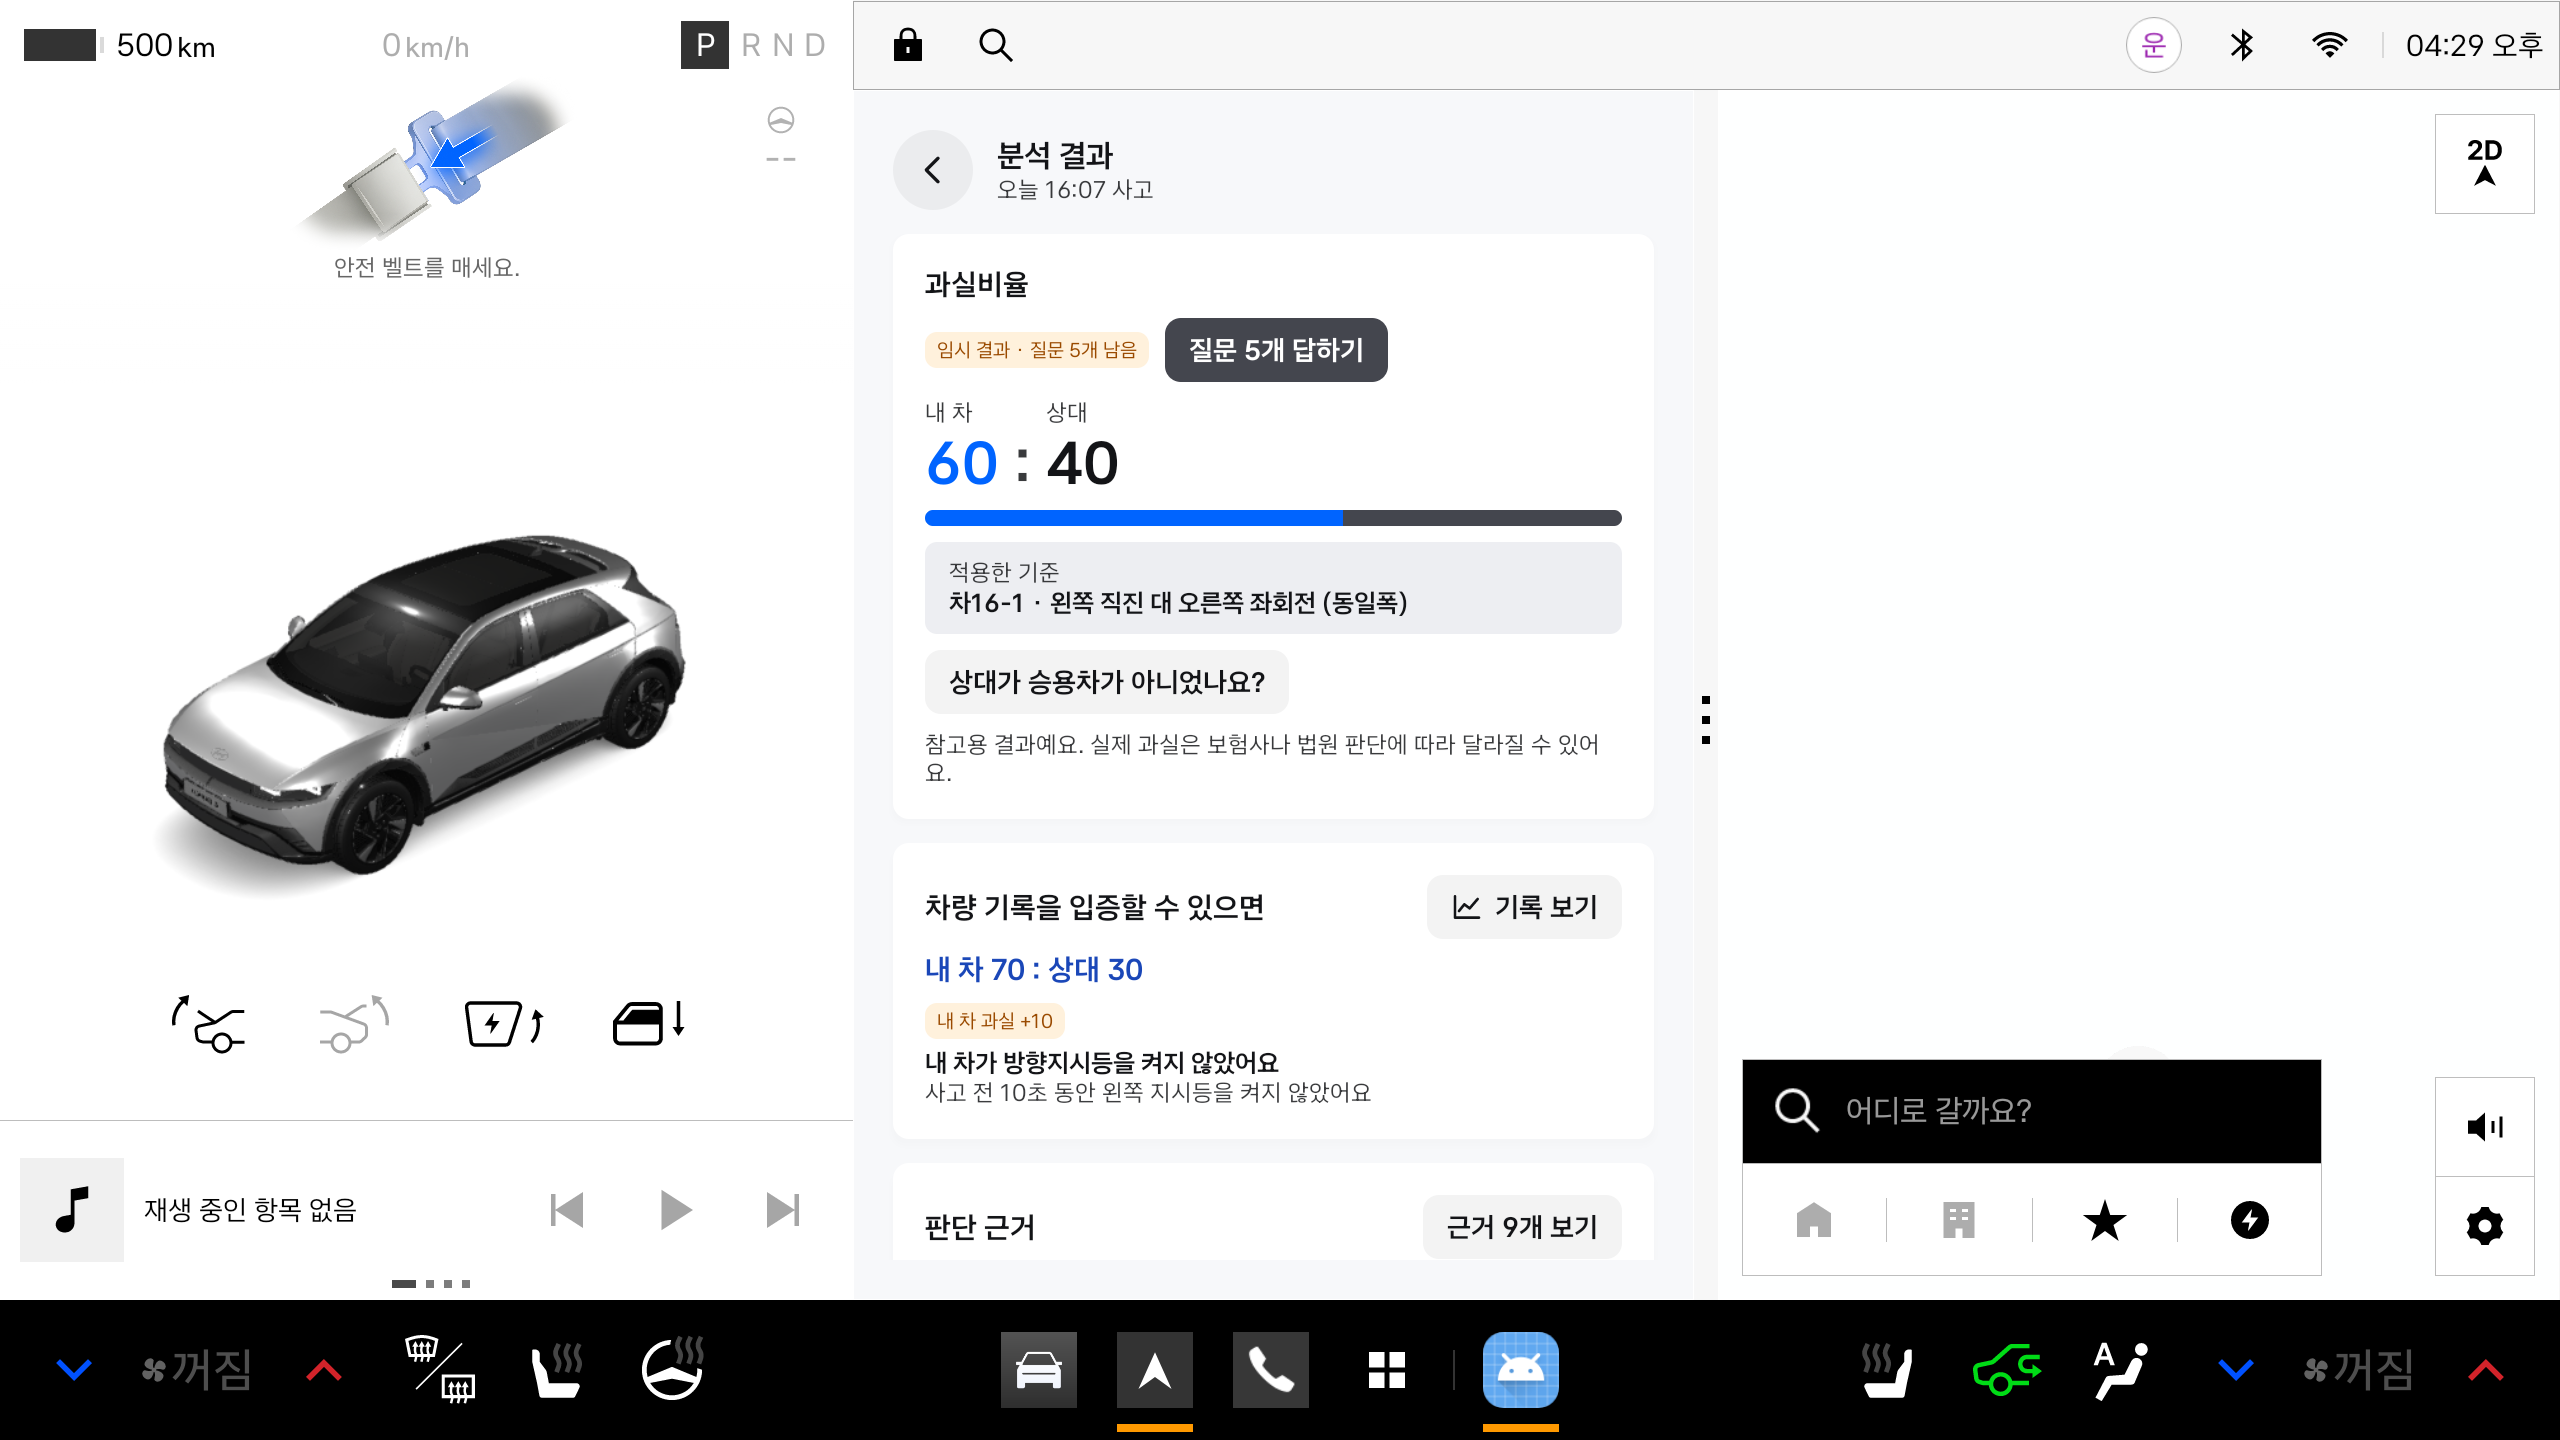 500 km
0 km/h
P R N D
안전 벨트를 매세요.
재생 중인 항목 없음
운
04:29 오후
분석 결과
오늘 16:07 사고
과실비율
임시 결과 · 질문 5개 남음
질문 5개 답하기
내 차 상대
60 : 40
적용한 기준
차16-1 · 왼쪽 직진 대 오른쪽 좌회전 (동일폭)
상대가 승용차가 아니었나요?
참고용 결과예요. 실제 과실은 보험사나 법원 판단에 따라 달라질 수 있어
요.
차량 기록을 입증할 수 있으면
기록 보기
내 차 70 : 상대 30
내 차 과실 +10
내 차가 방향지시등을 켜지 않았어요
사고 전 10초 동안 왼쪽 지시등을 켜지 않았어요
판단 근거
근거 9개 보기
2D
어디로 갈까요?
꺼짐
A
꺼짐